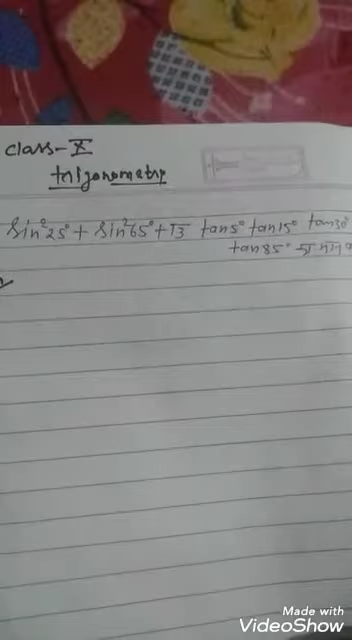 class-X
trigonometry
Sin²25° + Sin²65° + √3 tan5° tan15° tan30°
tan85° का मान
Made with
VideoShow